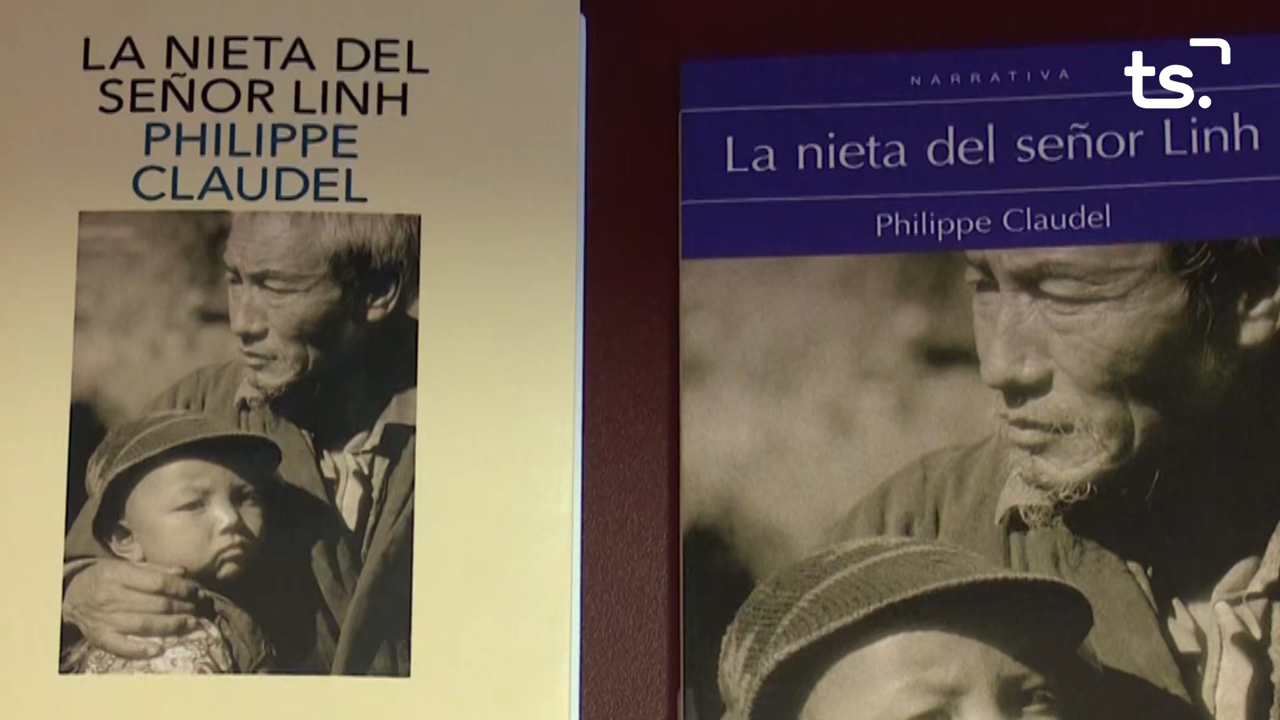 LA NIETA DEL
SEÑOR LINH
PHILIPPE
CLAUDEL
ts.
NARRATIVA
La nieta del señor Linh
Philippe Claudel